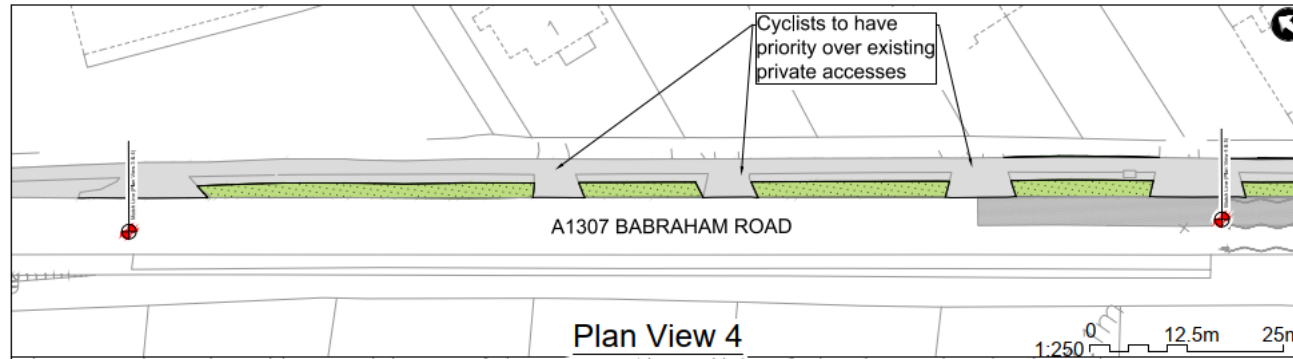 1
Cyclists to have
priority over existing
private accesses
A1307 BABRAHAM ROAD
Plan View 4
m
1:250
0
12.5m
25m